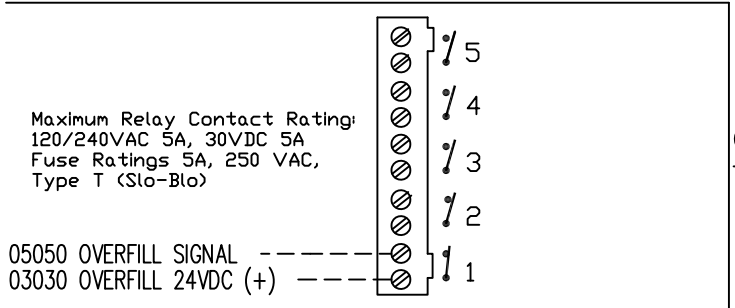 5
4
Maximum Relay Contact Rating:
120/240VAC 5A, 30VDC 5A
Fuse Ratings 5A, 250 VAC,
Type T (Slo-Blo)
3
2
05050 OVERFILL SIGNAL
03030 OVERFILL 24VDC (+)
1